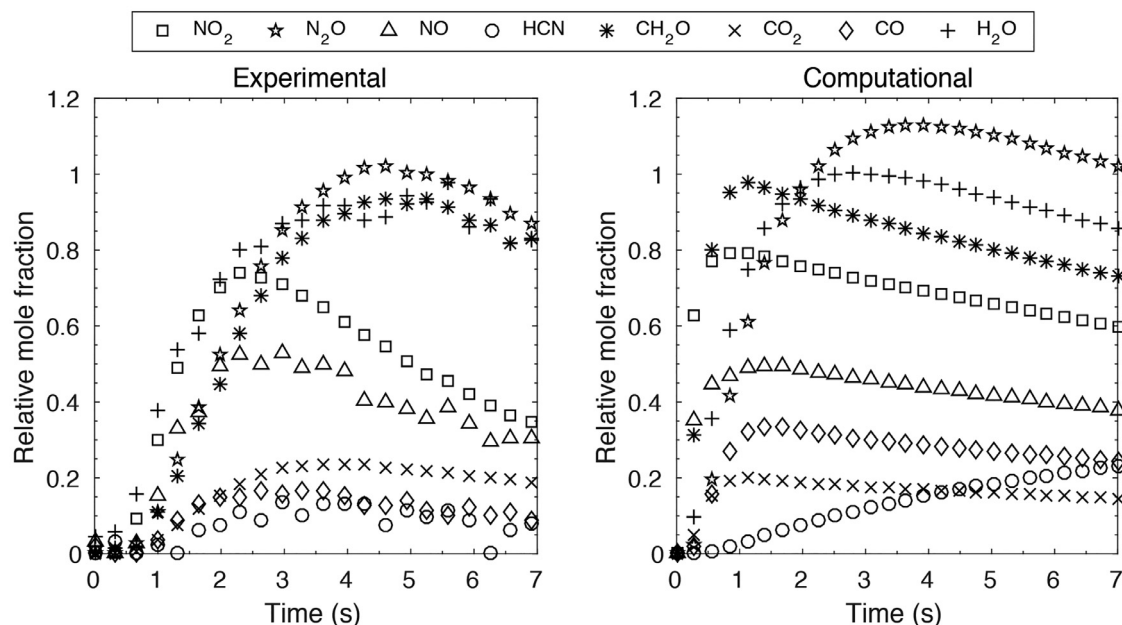 NO2 N2O NO HCN CH2O CO2 CO H2O
Experimental Computational
Relative mole fraction
1.2
1
0.8
0.6
0.4
0.2
0
0 1 2 3 4 5 6 7
Time (s)
Relative mole fraction
1.2
1
0.8
0.6
0.4
0.2
0
0 1 2 3 4 5 6 7
Time (s)